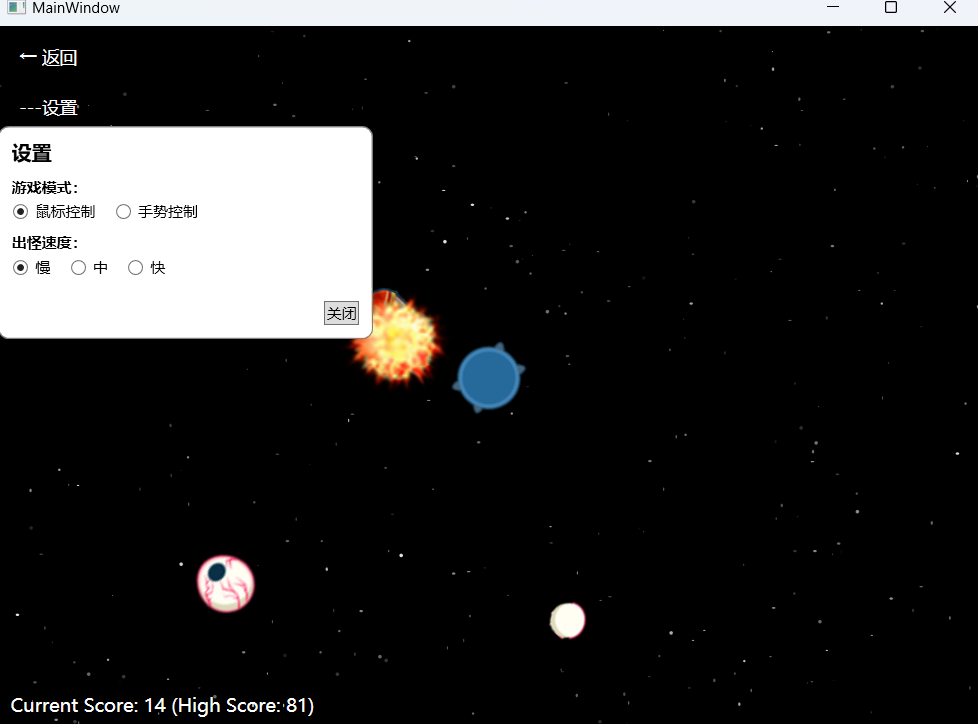 MainWindow
← 返回
---设置
设置
游戏模式：
鼠标控制 手势控制
出怪速度：
慢 中 快
关闭
Current Score: 14 (High Score: 81)